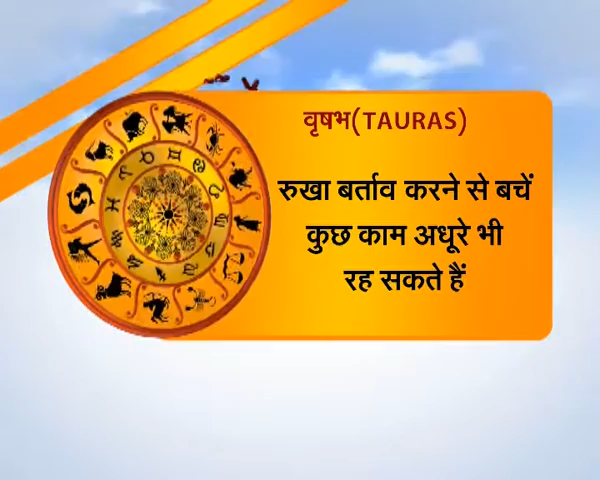 वृषभ(TAURAS)
रुखा बर्ताव करने से बचें
कुछ काम अधूरे भी
रह सकते हैं